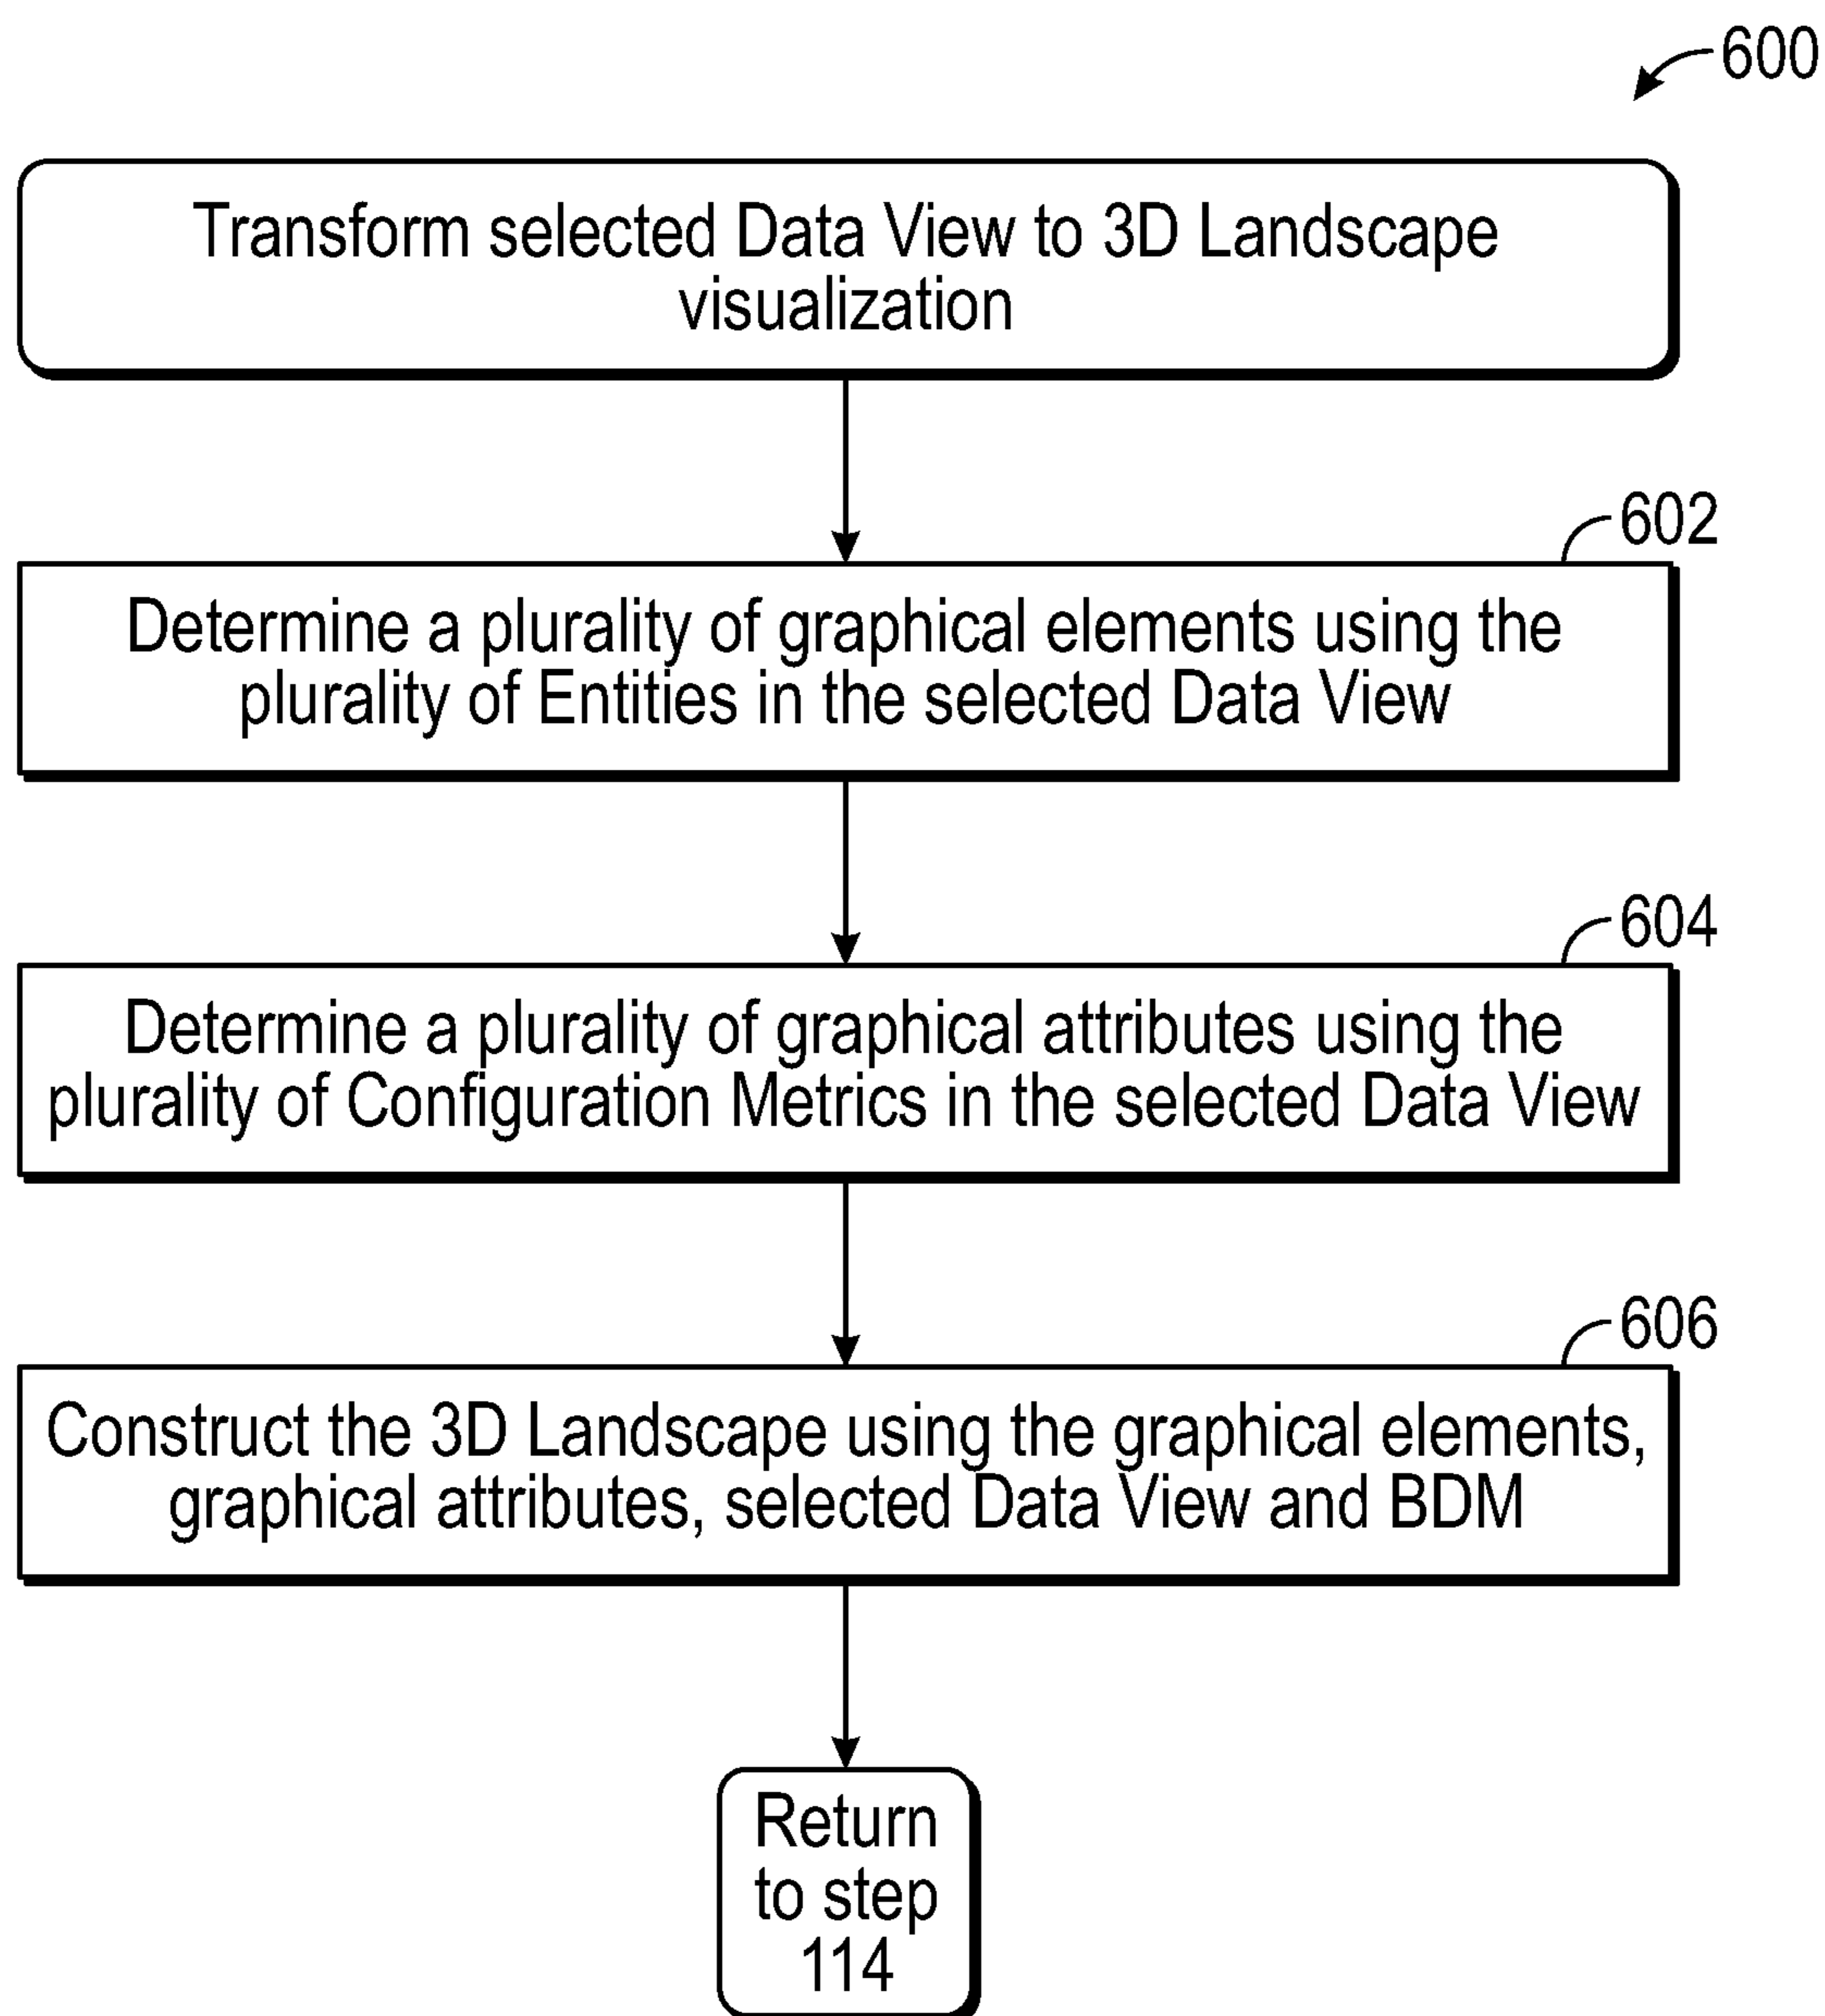 600
Transform selected Data View to 3D Landscape
visualization
602
Determine a plurality of graphical elements using the
plurality of Entities in the selected Data View
604
Determine a plurality of graphical attributes using the
plurality of Configuration Metrics in the selected Data View
606
Construct the 3D Landscape using the graphical elements,
graphical attributes, selected Data View and BDM
Return
to step
114